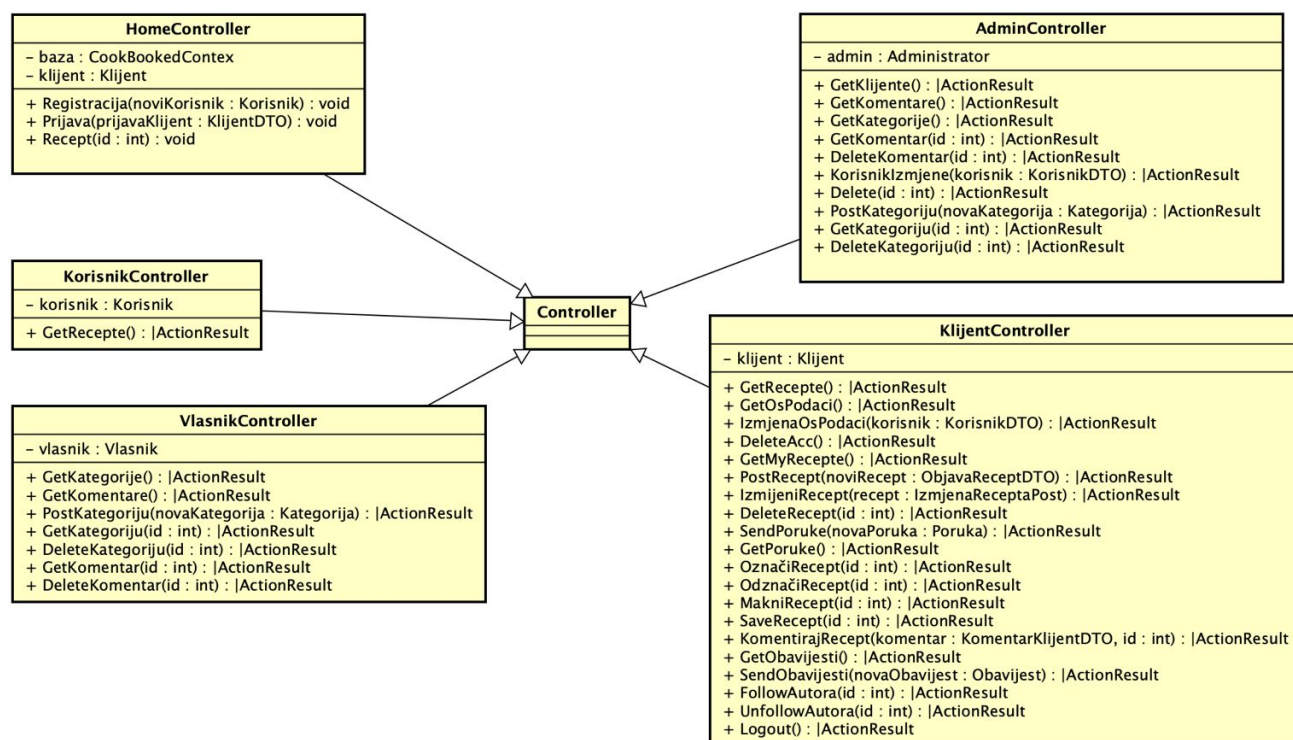 HomeController
– baza : CookBookedContex
– klijent : Klijent
+ Registracija(noviKorisnik : Korisnik) : void
+ Prijava(prijavaKlijent : KlijentDTO) : void
+ Recept(id : int) : void
AdminController
– admin : Administrator
+ GetKlijente() : |ActionResult
+ GetKomentare() : |ActionResult
+ GetKategorije() : |ActionResult
+ GetKomentar(id : int) : |ActionResult
+ DeleteKomentar(id : int) : |ActionResult
+ KorisnikIzmjene(korisnik : KorisnikDTO) : |ActionResult
+ Delete(id : int) : |ActionResult
+ PostKategoriju(novaKategorija : Kategorija) : |ActionResult
+ GetKategoriju(id : int) : |ActionResult
+ DeleteKategoriju(id : int) : |ActionResult
KorisnikController
– korisnik : Korisnik
+ GetRecepte() : |ActionResult
Controller
VlasnikController
– vlasnik : Vlasnik
+ GetKategorije() : |ActionResult
+ GetKomentare() : |ActionResult
+ PostKategoriju(novaKategorija : Kategorija) : |ActionResult
+ GetKategoriju(id : int) : |ActionResult
+ DeleteKategoriju(id : int) : |ActionResult
+ GetKomentar(id : int) : |ActionResult
+ DeleteKomentar(id : int) : |ActionResult
KlijentController
– klijent : Klijent
+ GetRecepte() : |ActionResult
+ GetOsPodaci() : |ActionResult
+ IzmjenaOsPodaci(korisnik : KorisnikDTO) : |ActionResult
+ DeleteAcc() : |ActionResult
+ GetMyRecepte() : |ActionResult
+ PostRecept(noviRecept : ObjavaReceptDTO) : |ActionResult
+ IzmijeniRecept(recept : IzmjenaReceptaPost) : |ActionResult
+ DeleteRecept(id : int) : |ActionResult
+ SendPoruke(novaPoruka : Poruka) : |ActionResult
+ GetPoruke() : |ActionResult
+ OznačiRecept(id : int) : |ActionResult
+ OdznačiRecept(id : int) : |ActionResult
+ MakniRecept(id : int) : |ActionResult
+ SaveRecept(id : int) : |ActionResult
+ KomentirajRecept(komentar : KomentarKlijentDTO, id : int) : |ActionResult
+ GetObavijesti() : |ActionResult
+ SendObavijesti(novaObavijest : Obavijest) : |ActionResult
+ FollowAutora(id : int) : |ActionResult
+ UnfollowAutora(id : int) : |ActionResult
+ Logout() : |ActionResult